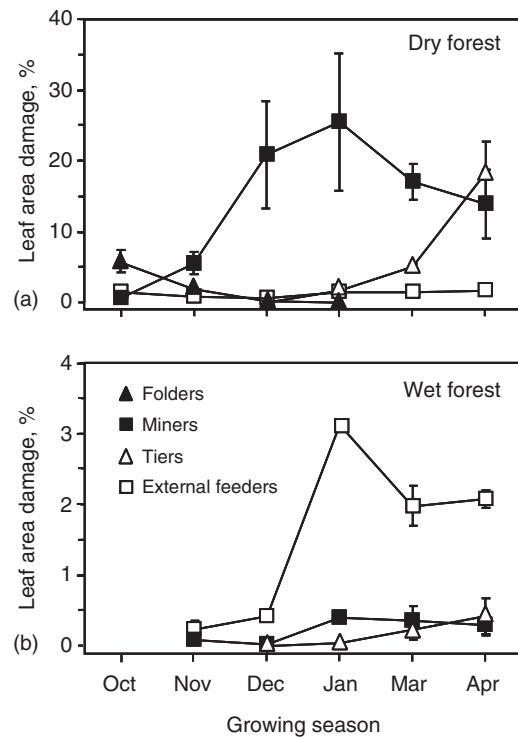 40
Dry forest
30
Leaf area damage, %
20
10
(a)
0
4
Wet forest
Folders
3
Miners
Tiers
Leaf area damage, %
External feeders
2
1
(b)
0
Oct Nov Dec Jan Mar Apr
Growing season